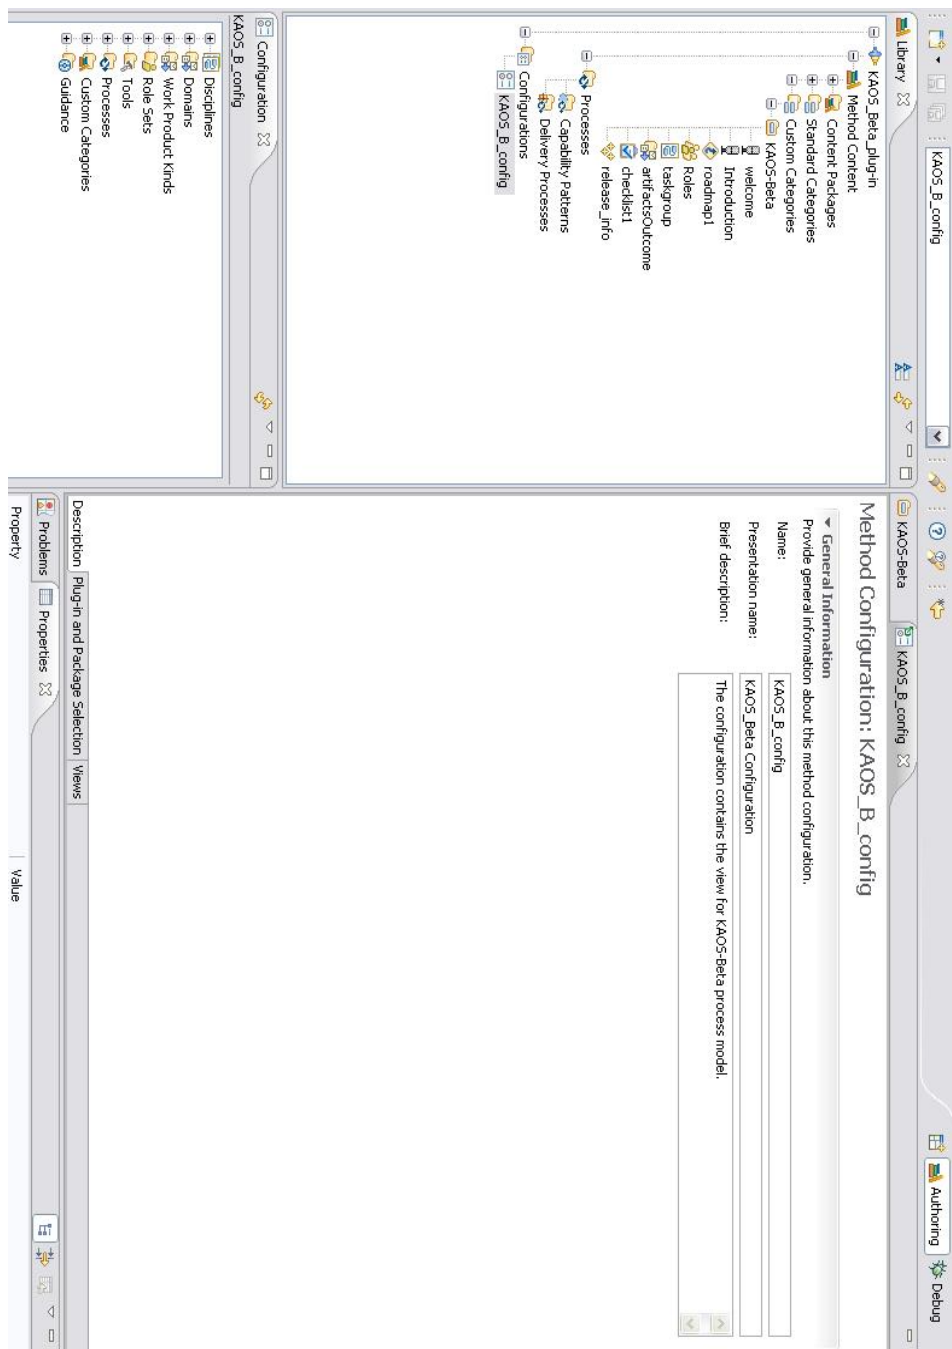 KAOS_B_config
Authoring
Debug
Library
KAOS_Beta_plug-in
Method Content
Content Packages
Standard Categories
Custom Categories
KAOS-Beta
welcome
Introduction
roadmap1
Roles
taskgroup
artifactsOutcome
checklist1
release_info
Processes
Capability Patterns
Delivery Processes
Configurations
KAOS_B_config
Configuration
KAOS_B_config
Disciplines
Domains
Work Product Kinds
Role Sets
Tools
Processes
Custom Categories
Guidance
KAOS-Beta KAOS_B_config
Method Configuration: KAOS_B_config
General Information
Provide general information about this method configuration.
Name: KAOS_B_config
Presentation name: KAOS_Beta Configuration
Brief description: The configuration contains the view for KAOS-Beta process model.
Description Plug-in and Package Selection Views
Problems Properties
Property Value